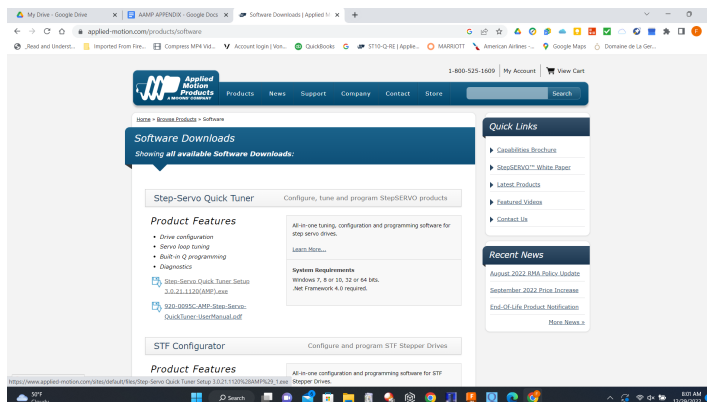 My Drive - Google Drive
AAMP APPENDIX - Google Docs
Software Downloads | Applied M
applied-motion.com/products/software
_Read and Underst...
Imported From Fire...
Compress MP4 Vid...
Account login | Von...
QuickBooks
ST10-Q-RE | Applie...
MARRIOTT
American Airlines -...
Google Maps
Domaine de La Ger...
1-800-525-1609 My Account View Cart
Applied
Motion
Products
A MOONS' COMPANY
Products News Support Company Contact Store
Search
Home > Browse Products > Software
Software Downloads
Showing all available Software Downloads:
Step-Servo Quick Tuner
Configure, tune and program StepSERVO products
Product Features
• Drive configuration
• Servo loop tuning
• Built-in Q programming
• Diagnostics
Step-Servo Quick Tuner Setup
3.0.21.1120(AMP).exe
920-0095C-AMP-Step-Servo-
QuickTuner-UserManual.pdf
All-in-one tuning, configuration and programming software for
step servo drives.
Learn More...
System Requirements
Windows 7, 8 or 10, 32 or 64 bits.
.Net Framework 4.0 required.
STF Configurator
Configure and program STF Stepper Drives
Product Features
All-in-one configuration and programming software for STF
Stepper Drives.
Quick Links
Capabilities Brochure
StepSERVO™ White Paper
Latest Products
Featured Videos
Contact Us
Recent News
August 2022 RMA Policy Update
September 2022 Price Increase
End-Of-Life Product Notification
More News »
https://www.applied-motion.com/sites/default/files/Step-Servo Quick Tuner Setup 3.0.21.1120%28AMP%29_1.exe
50°F
Cloudy
Search
8:01 AM